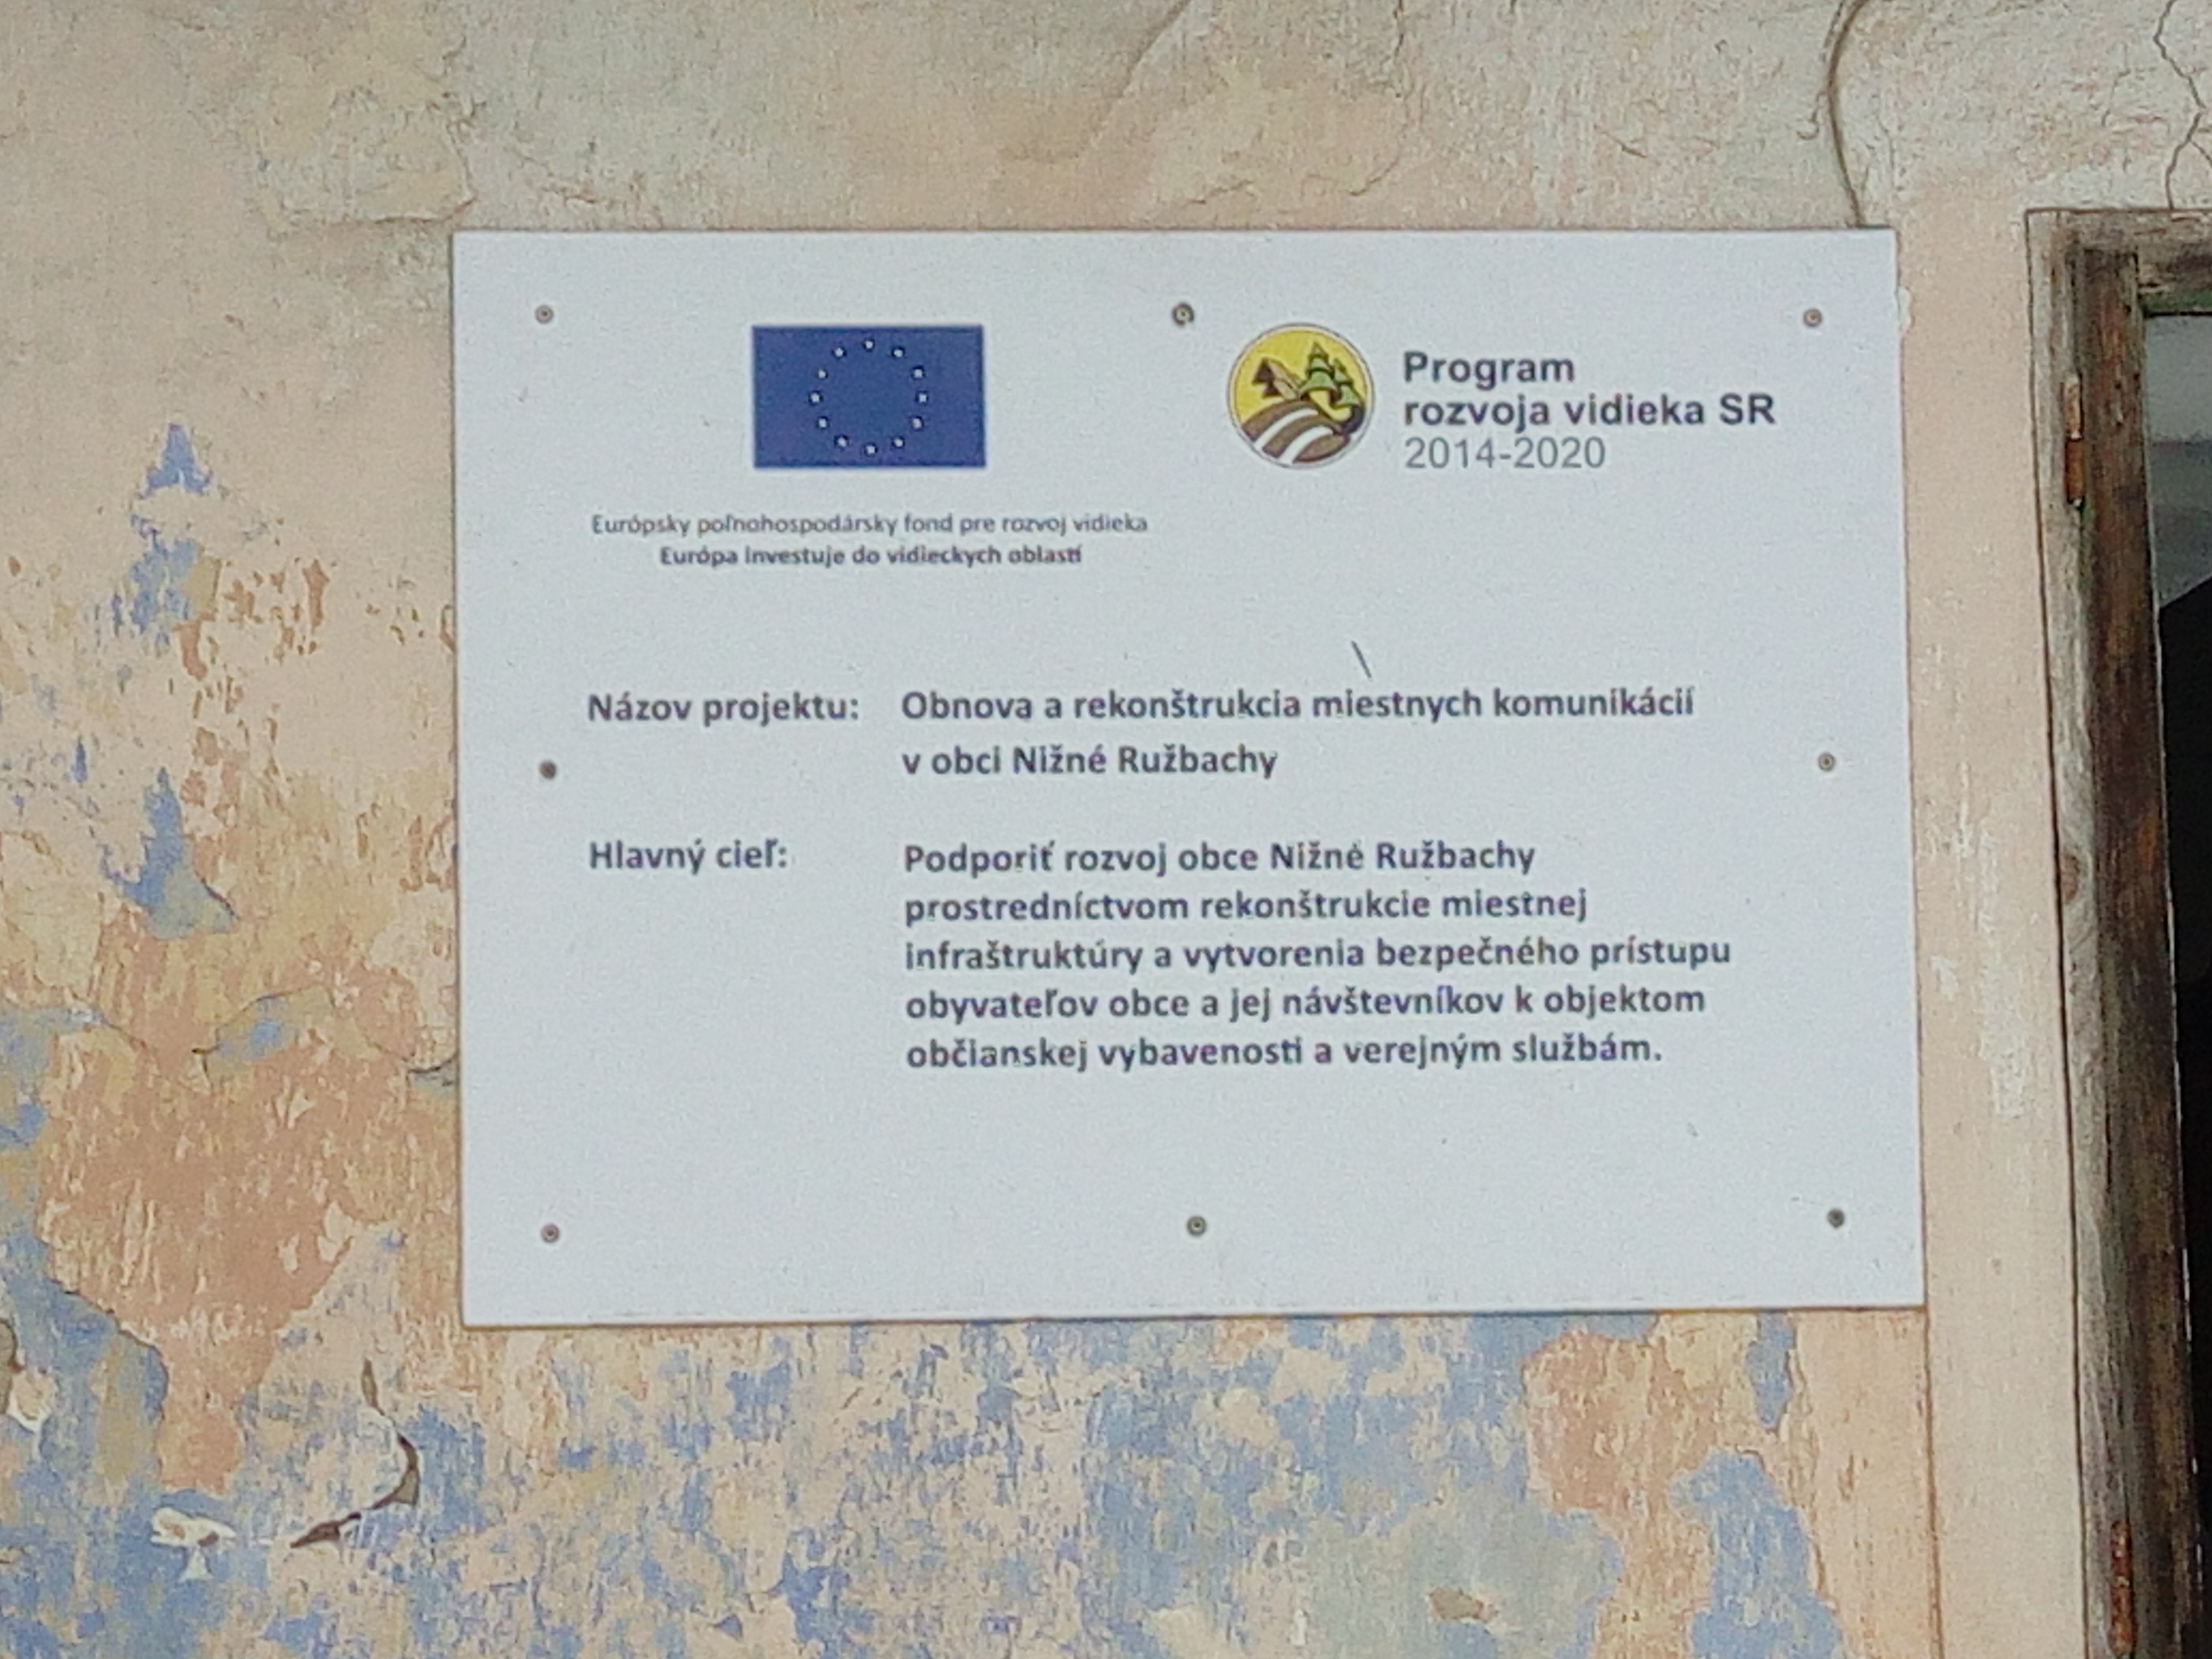 Program
rozvoja vidieka SR
2014-2020
Európsky poľnohospodársky fond pre rozvoj vidieka
Európa investuje do vidieckych oblastí
Názov projektu: Obnova a rekonštrukcia miestnych komunikácií
v obci Nižné Ružbachy
Hlavný cieľ: Podporiť rozvoj obce Nižné Ružbachy
prostredníctvom rekonštrukcie miestnej
infraštruktúry a vytvorenia bezpečného prístupu
obyvateľov obce a jej návštevníkov k objektom
občianskej vybavenosti a verejným službám.